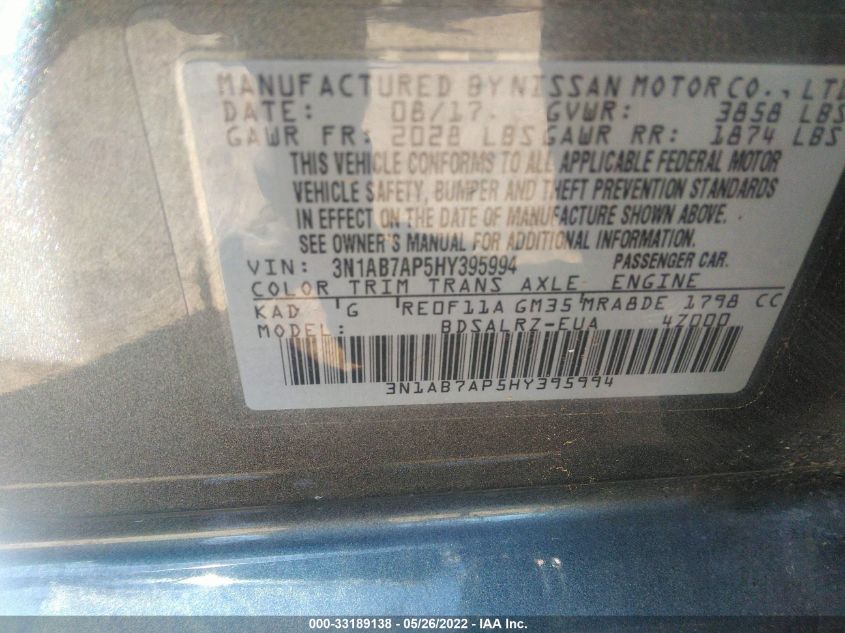 MANUFACTURED BY NISSAN MOTOR CO., LTD
DATE: 08/17. GVWR: 3858 LBS
GAWR FR: 2028 LBS GAWR RR: 1874 LBS
THIS VEHICLE CONFORMS TO ALL APPLICABLE FEDERAL MOTOR
VEHICLE SAFETY, BUMPER AND THEFT PREVENTION STANDARDS
IN EFFECT ON THE DATE OF MANUFACTURE SHOWN ABOVE.
SEE OWNER'S MANUAL FOR ADDITIONAL INFORMATION.
VIN: 3N1AB7AP5HY395994 PASSENGER CAR.
COLOR TRIM TRANS AXLE ENGINE
KAD G RE0F11A GM35 MRA8DE 1798 CC
MODEL: BDSALRZ-EUA 4Z000
3N1AB7AP5HY395994
000-33189138 - 05/26/2022 - IAA Inc.